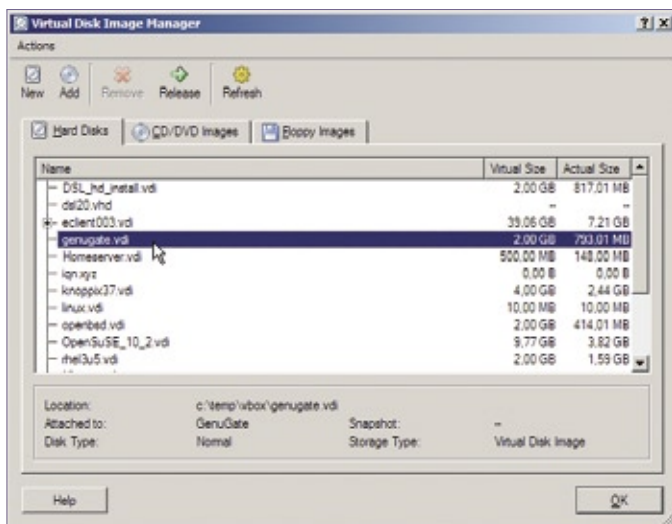 Virtual Disk Image Manager
Actions
New Add Remove Release Refresh
Hard Disks CD/DVD Images Floppy Images
Name Virtual Size Actual Size
DSL_hd_install.vdi 2,00 GB 817,01 MB
dsl20.vhd -- --
eclient003.vdi 39,06 GB 7,21 GB
genugate.vdi 2,00 GB 793,01 MB
Homeserver.vdi 500,00 MB 148,00 MB
iqn.xyz 0,00 B 0,00 B
knoppix37.vdi 4,00 GB 2,44 GB
linux.vdi 10,00 MB 10,00 MB
openbsd.vdi 2,00 GB 414,01 MB
OpenSuSE_10_2.vdi 9,77 GB 3,82 GB
rhel3u5.vdi 2,00 GB 1,59 GB
Location: c:\temp\vbox\genugate.vdi
Attached to: GenuGate Snapshot: --
Disk Type: Normal Storage Type: Virtual Disk Image
Help OK